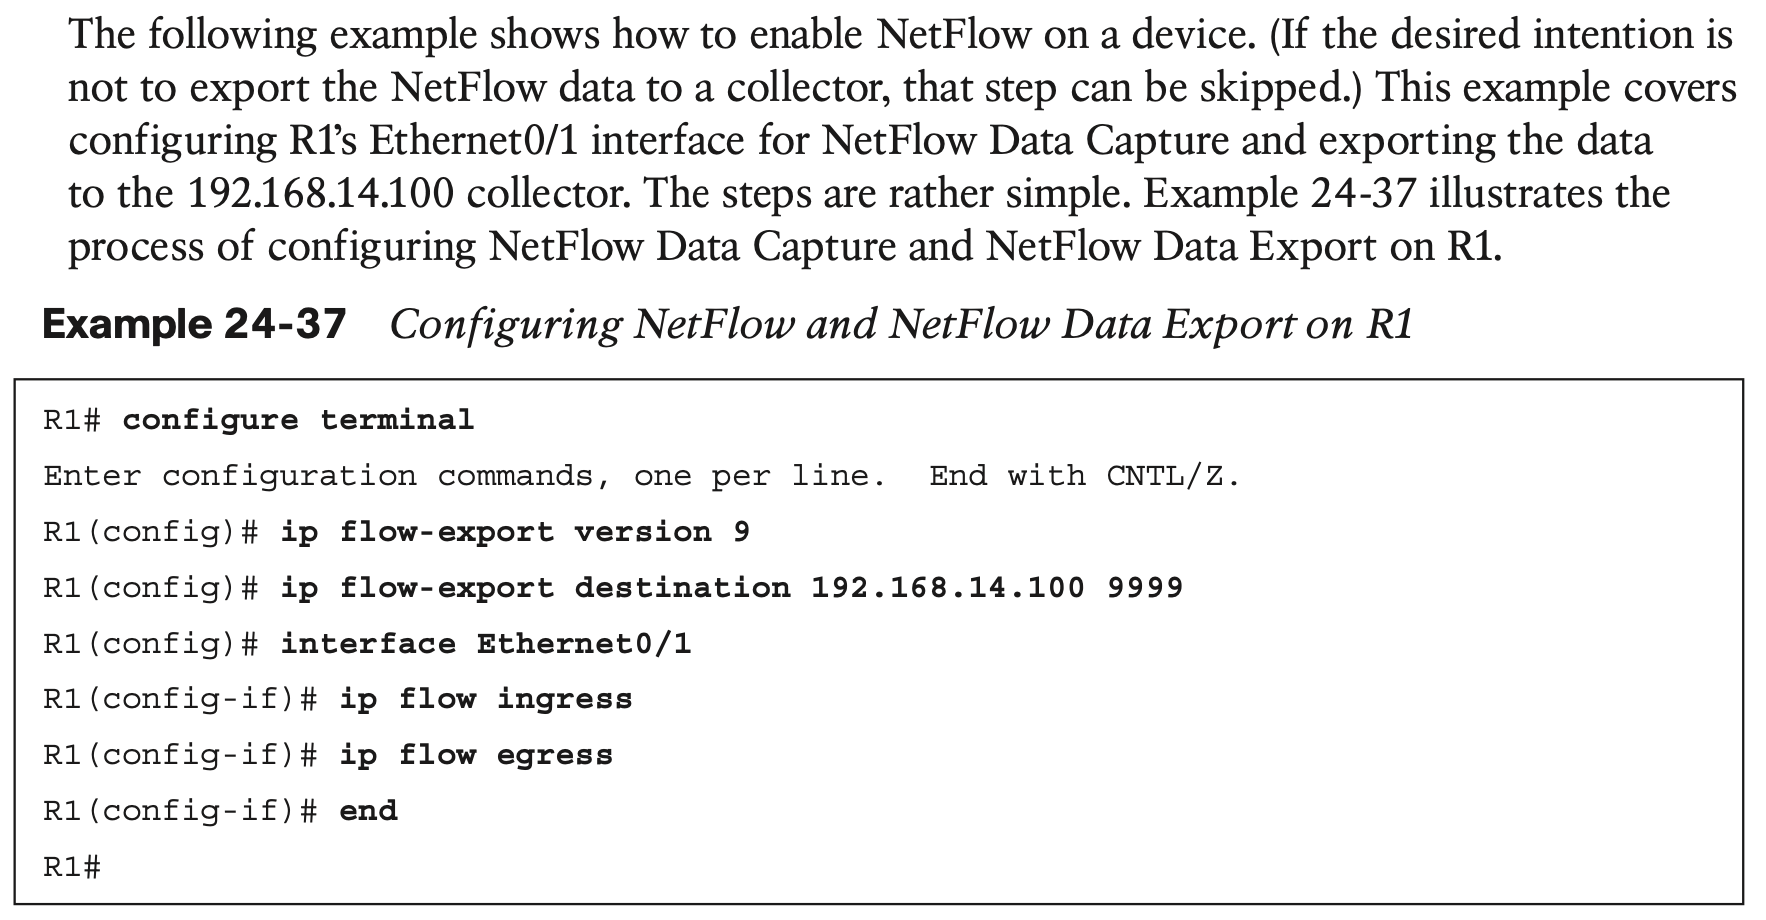 The following example shows how to enable NetFlow on a device. (If the desired intention is
not to export the NetFlow data to a collector, that step can be skipped.) This example covers
configuring R1’s Ethernet0/1 interface for NetFlow Data Capture and exporting the data
to the 192.168.14.100 collector. The steps are rather simple. Example 24-37 illustrates the
process of configuring NetFlow Data Capture and NetFlow Data Export on R1.
Example 24-37 Configuring NetFlow and NetFlow Data Export on R1
R1# configure terminal
Enter configuration commands, one per line.  End with CNTL/Z.
R1(config)# ip flow-export version 9
R1(config)# ip flow-export destination 192.168.14.100 9999
R1(config)# interface Ethernet0/1
R1(config-if)# ip flow ingress
R1(config-if)# ip flow egress
R1(config-if)# end
R1#